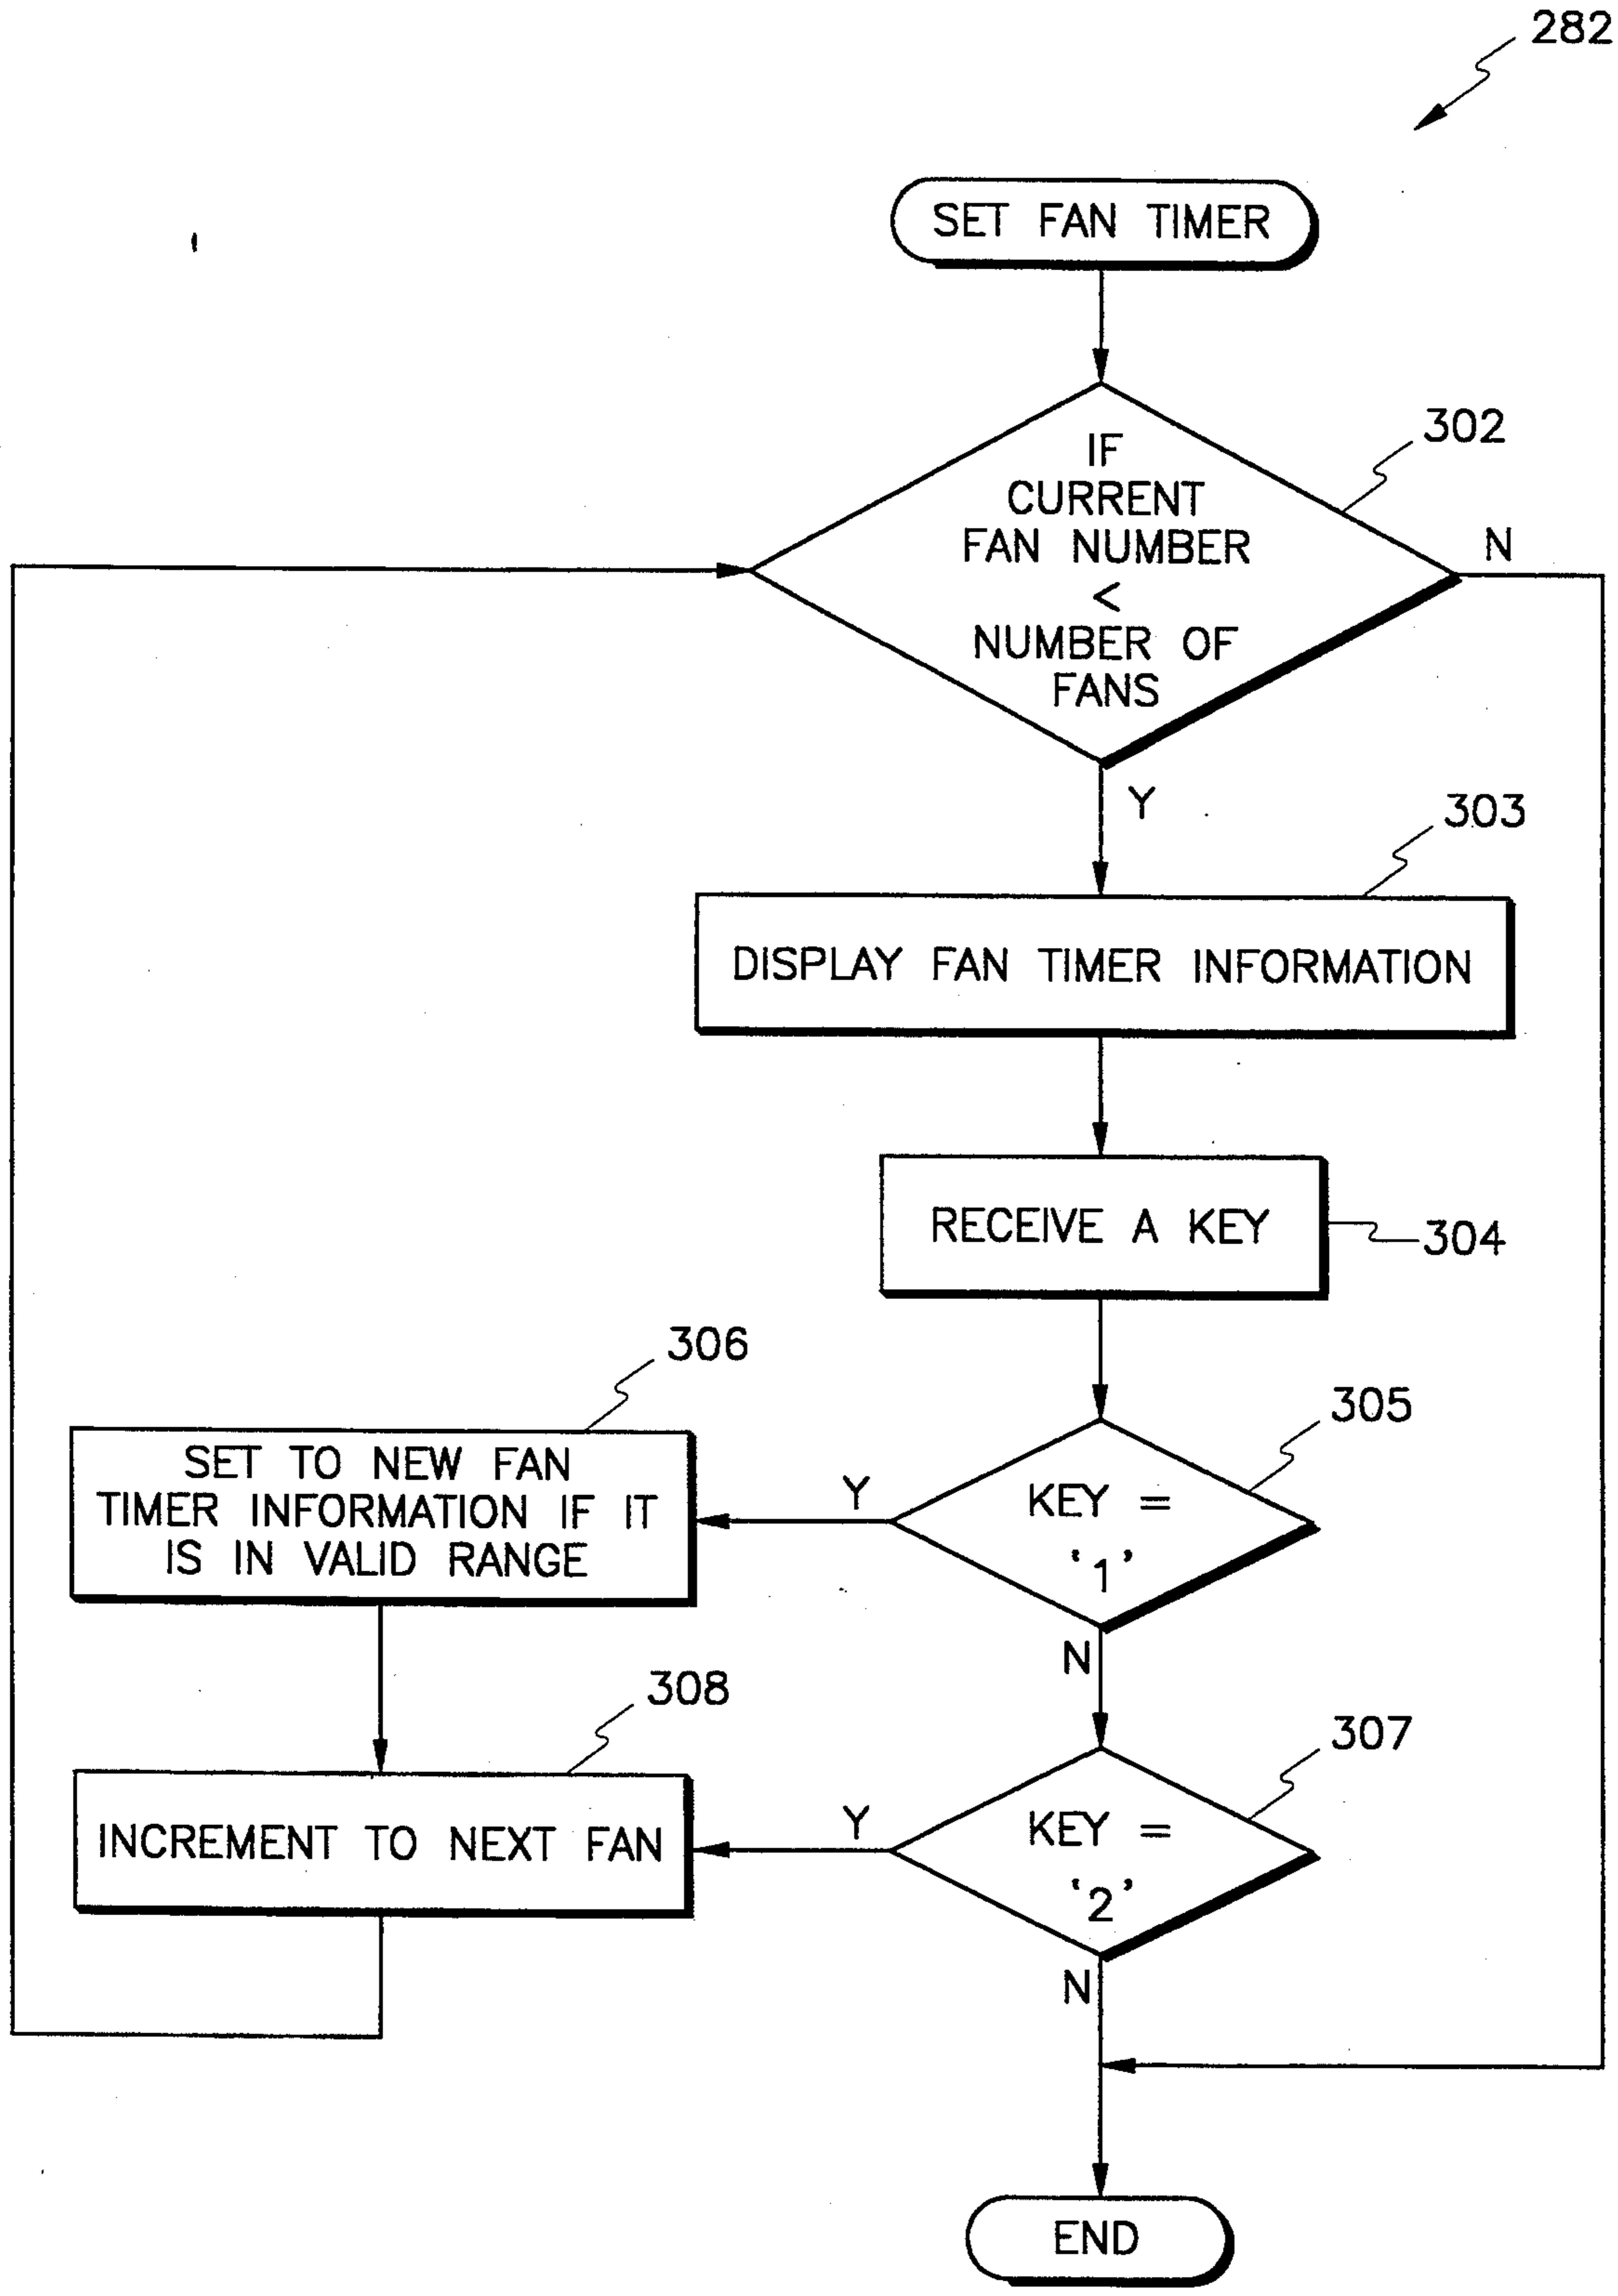 282
SET FAN TIMER
302
IF
CURRENT
FAN NUMBER
<
NUMBER OF
FANS
N
Y
303
DISPLAY FAN TIMER INFORMATION
RECEIVE A KEY
304
306
SET TO NEW FAN
TIMER INFORMATION IF IT
IS IN VALID RANGE
305
Y
KEY =
'1'
N
308
INCREMENT TO NEXT FAN
307
Y
KEY =
'2'
N
END